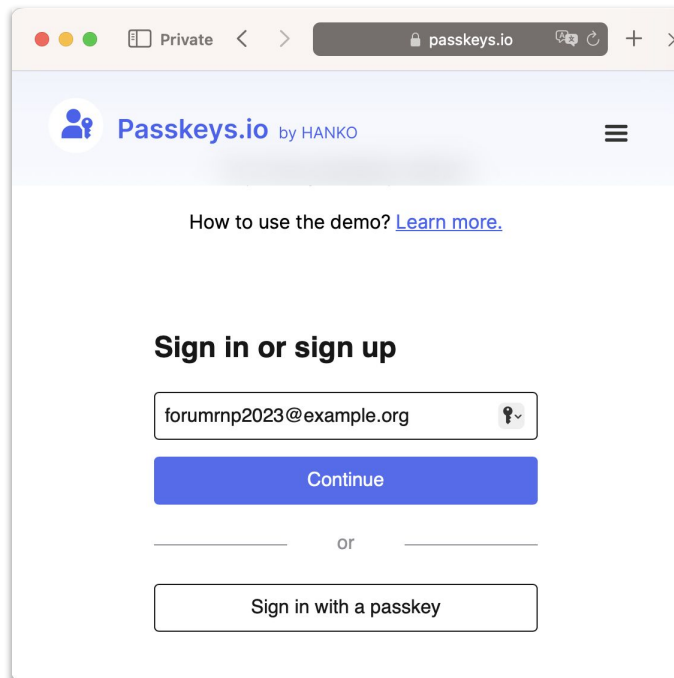 Private
passkeys.io
Passkeys.io by HANKO
How to use the demo? Learn more.
Sign in or sign up
forumrnp2023@example.org
Continue
or
Sign in with a passkey